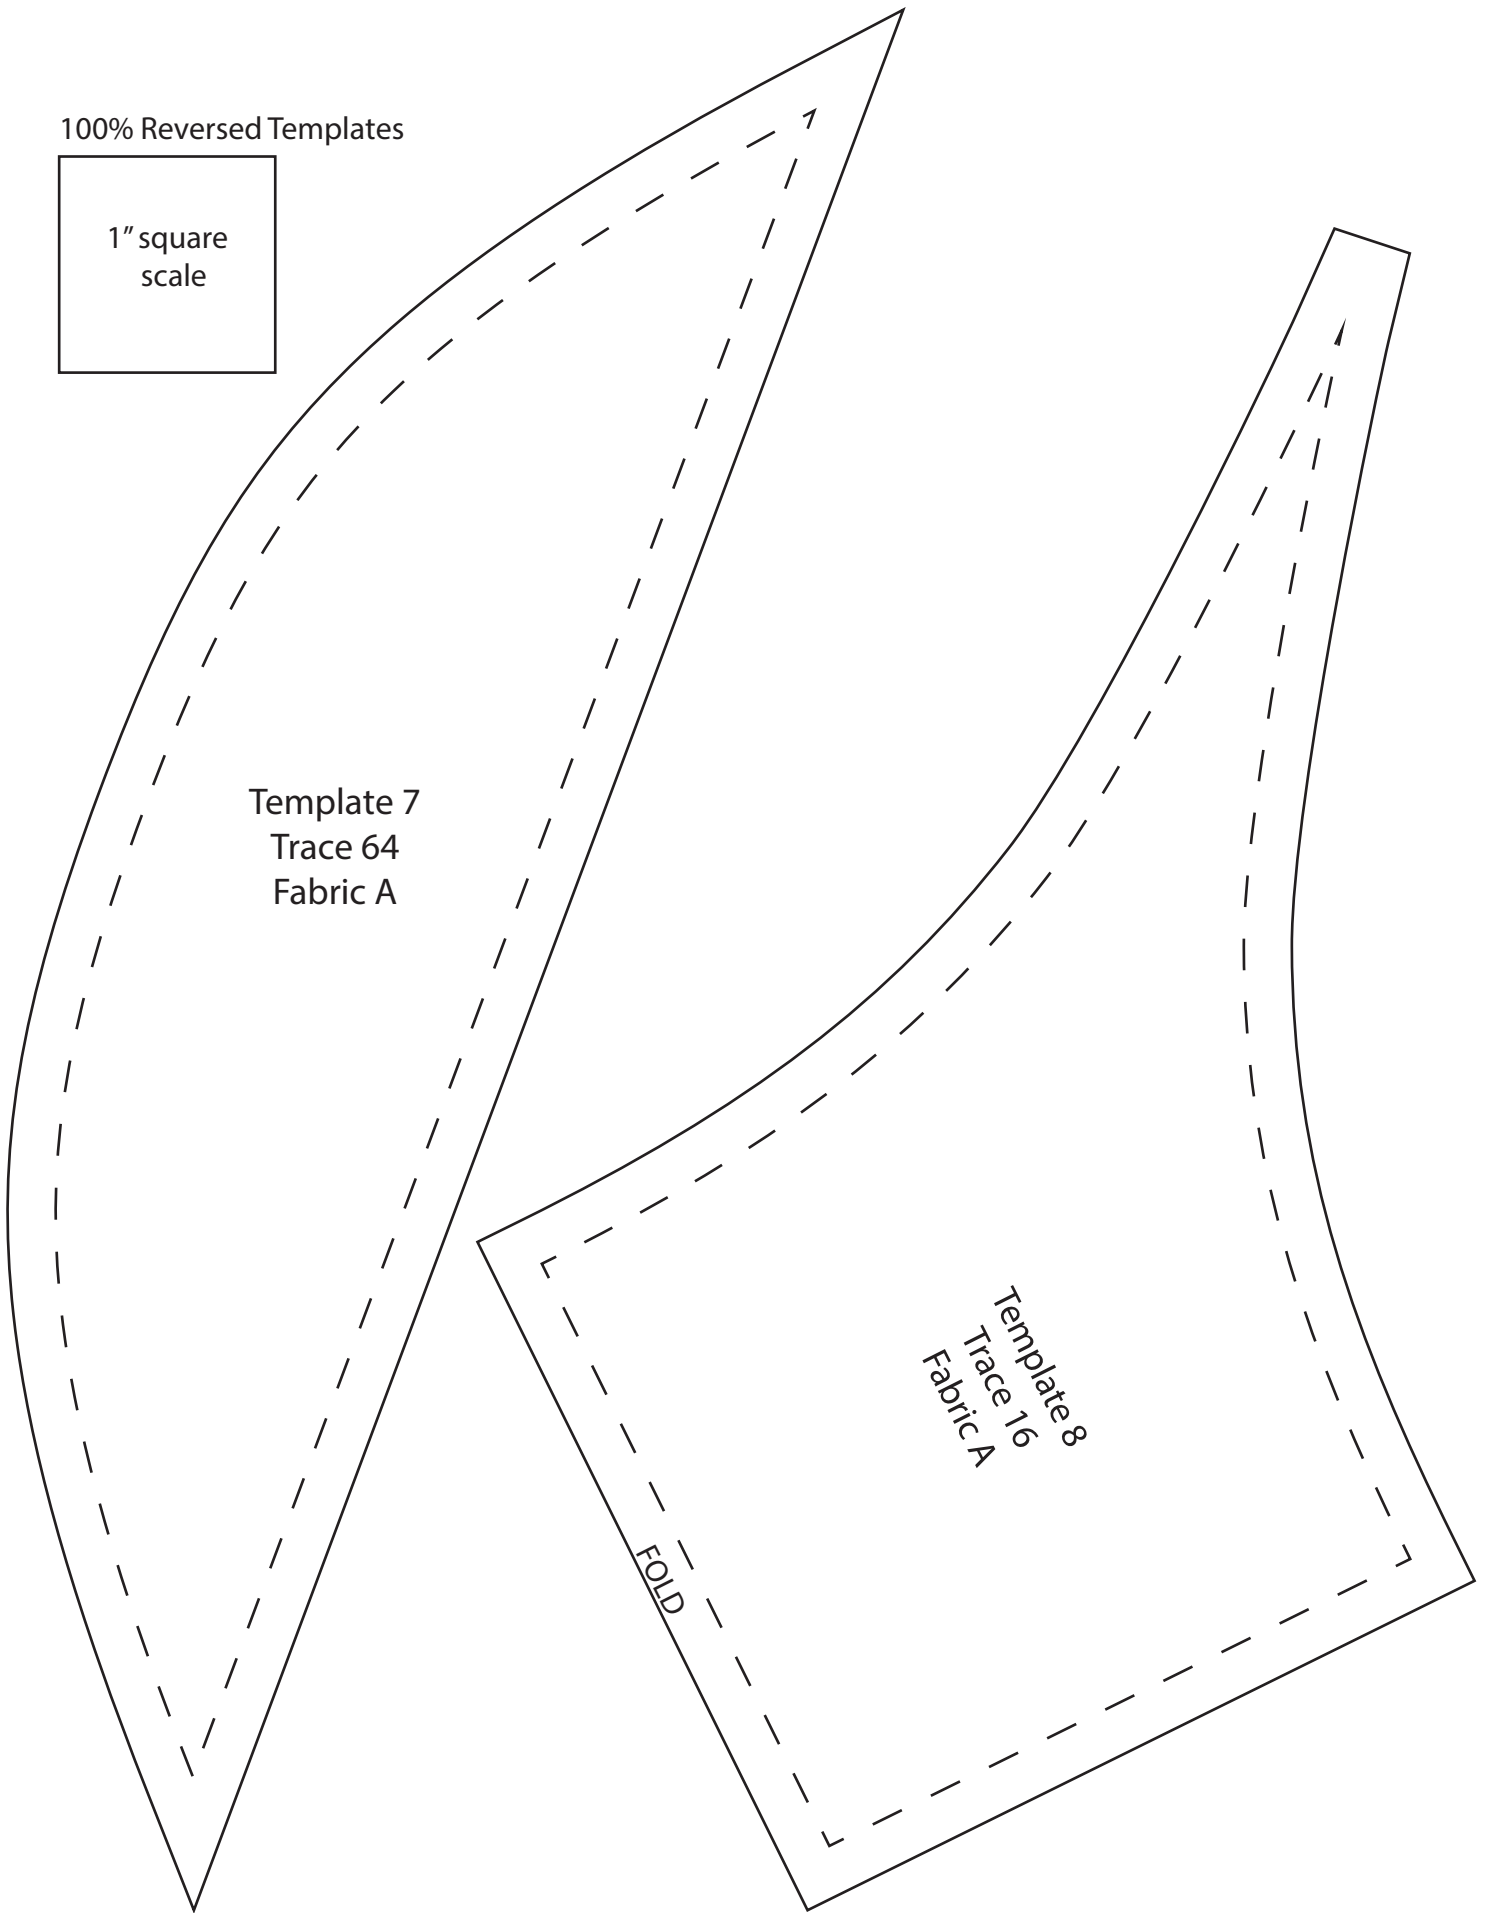 100% Reversed Templates
1” square
scale
Template 7
Trace 64
Fabric A
Template 8
Trace 16
Fabric A
FOLD